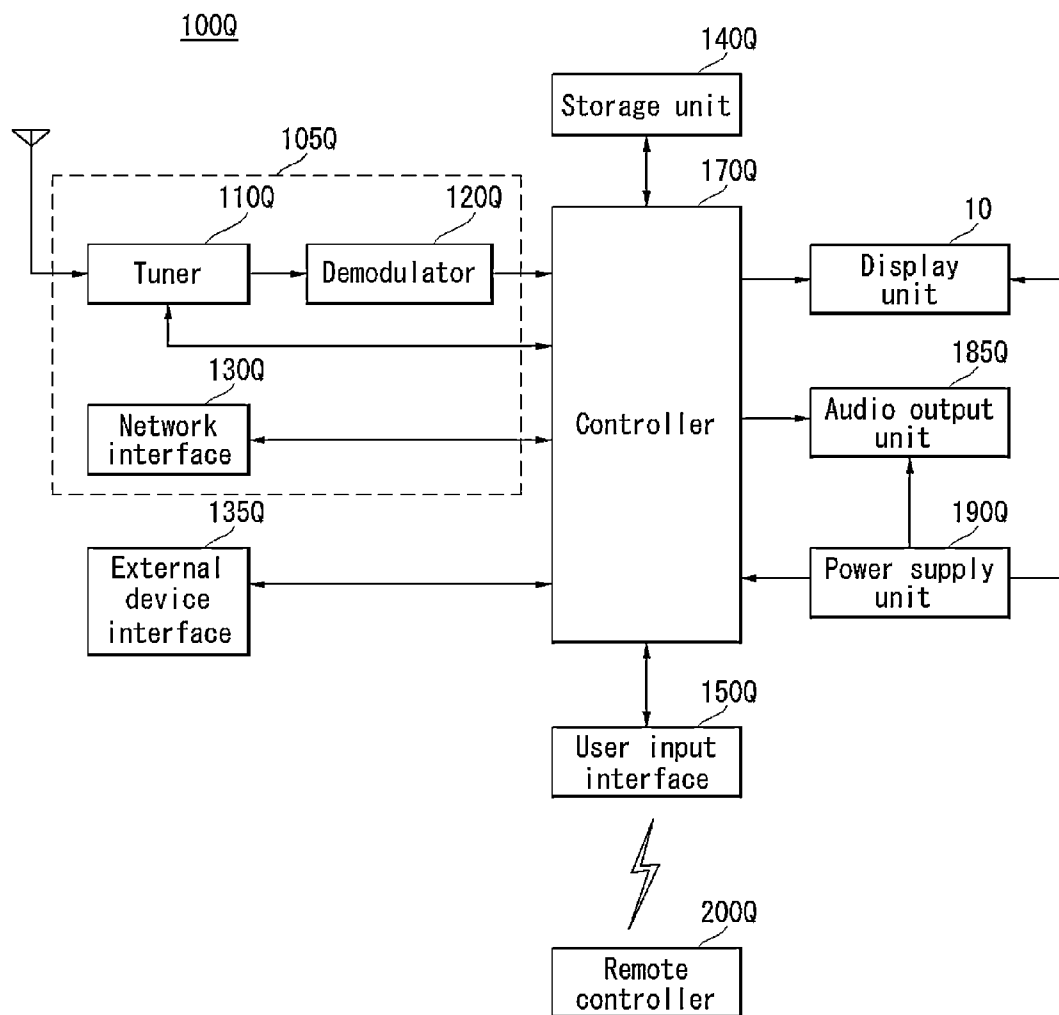 100Q
140Q
Storage unit
105Q
110Q
120Q
170Q
10
Tuner
Demodulator
Display
unit
130Q
185Q
Network
interface
Controller
Audio output
unit
135Q
190Q
External
device
interface
Power supply
unit
150Q
User input
interface
200Q
Remote
controller